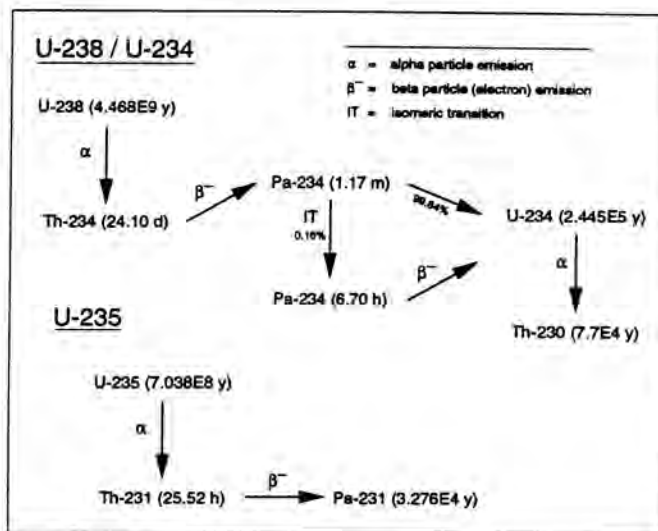 U-238 / U-234
α = alpha particle emission
β⁻ = beta particle (electron) emission
IT = isomeric transition
U-238 (4.468E9 y)
α
Th-234 (24.10 d)
β⁻
Pa-234 (1.17 m)
IT
0.16%
99.84%
U-234 (2.445E5 y)
Pa-234 (6.70 h)
β⁻
α
Th-230 (7.7E4 y)
U-235
U-235 (7.038E8 y)
α
Th-231 (25.52 h)
β⁻
Pa-231 (3.276E4 y)